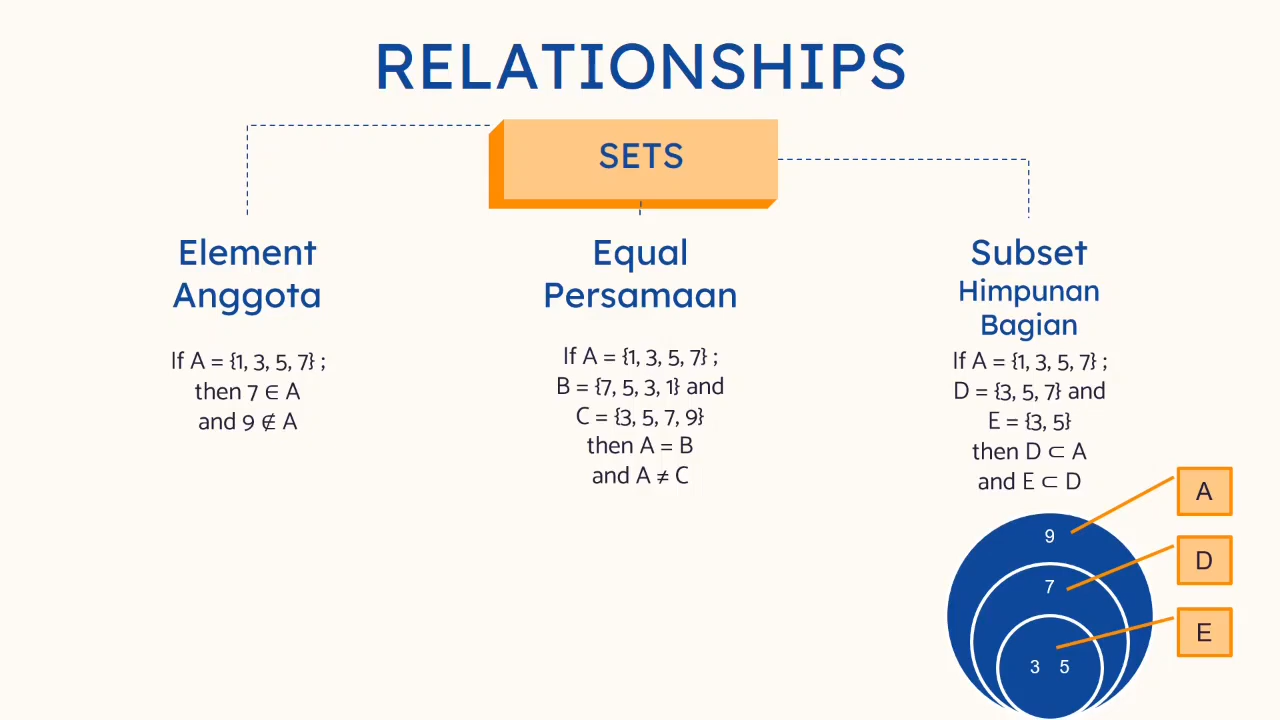 RELATIONSHIPS
SETS
Element
Anggota
If A = {1, 3, 5, 7} ;
then 7 ∈ A
and 9 ∉ A
Equal
Persamaan
If A = {1, 3, 5, 7} ;
B = {7, 5, 3, 1} and
C = {3, 5, 7, 9}
then A = B
and A ≠ C
Subset
Himpunan
Bagian
If A = {1, 3, 5, 7} ;
D = {3, 5, 7} and
E = {3, 5}
then D ⊂ A
and E ⊂ D
A
9
D
7
E
3 5